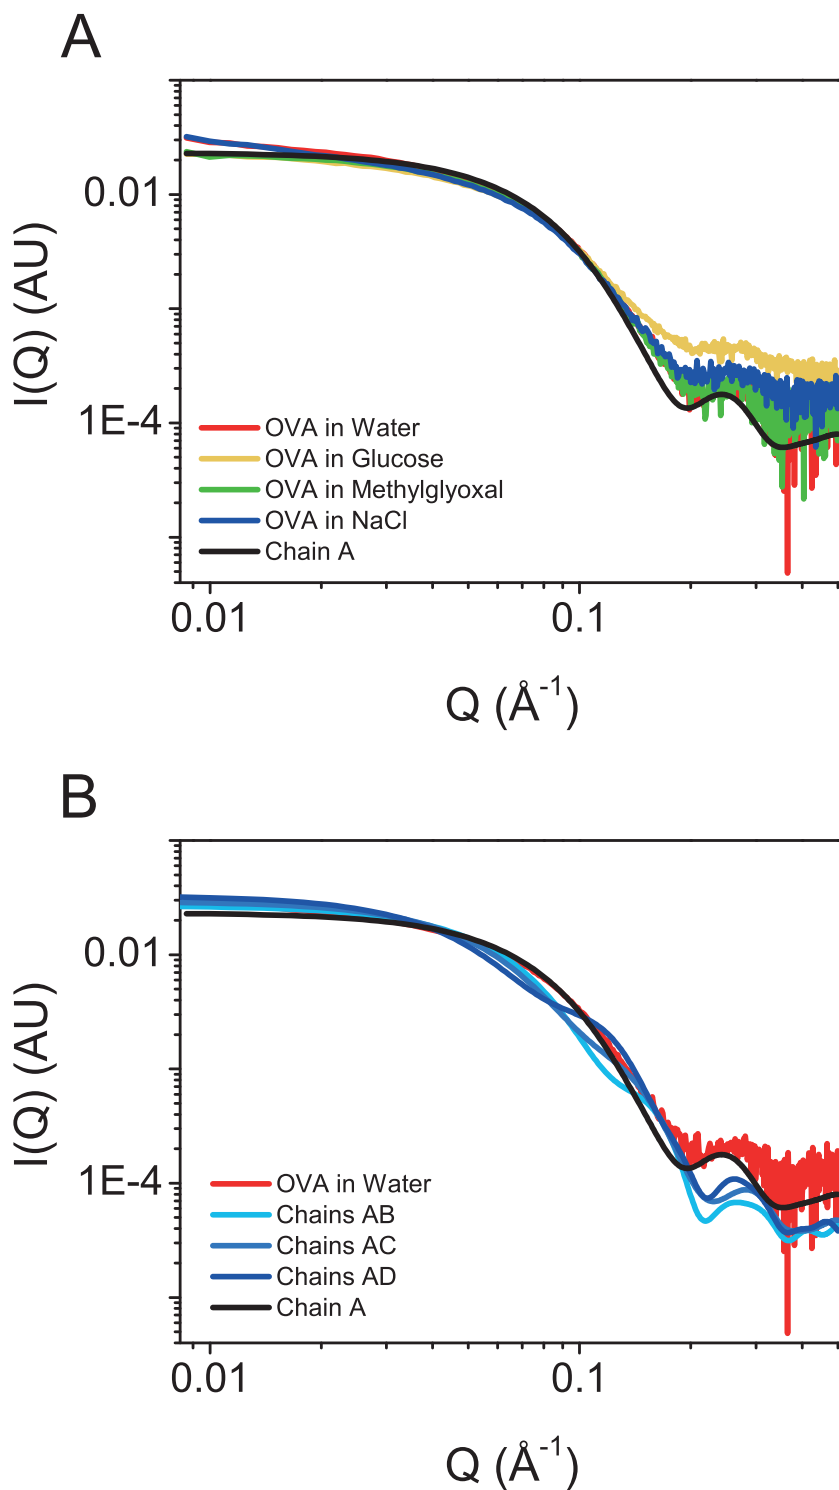 A
I(Q) (AU)
0.01
1E-4
OVA in Water
OVA in Glucose
OVA in Methylglyoxal
OVA in NaCl
Chain A
0.01 0.1
Q (Å⁻¹)
B
I(Q) (AU)
0.01
1E-4
OVA in Water
Chains AB
Chains AC
Chains AD
Chain A
0.01 0.1
Q (Å⁻¹)